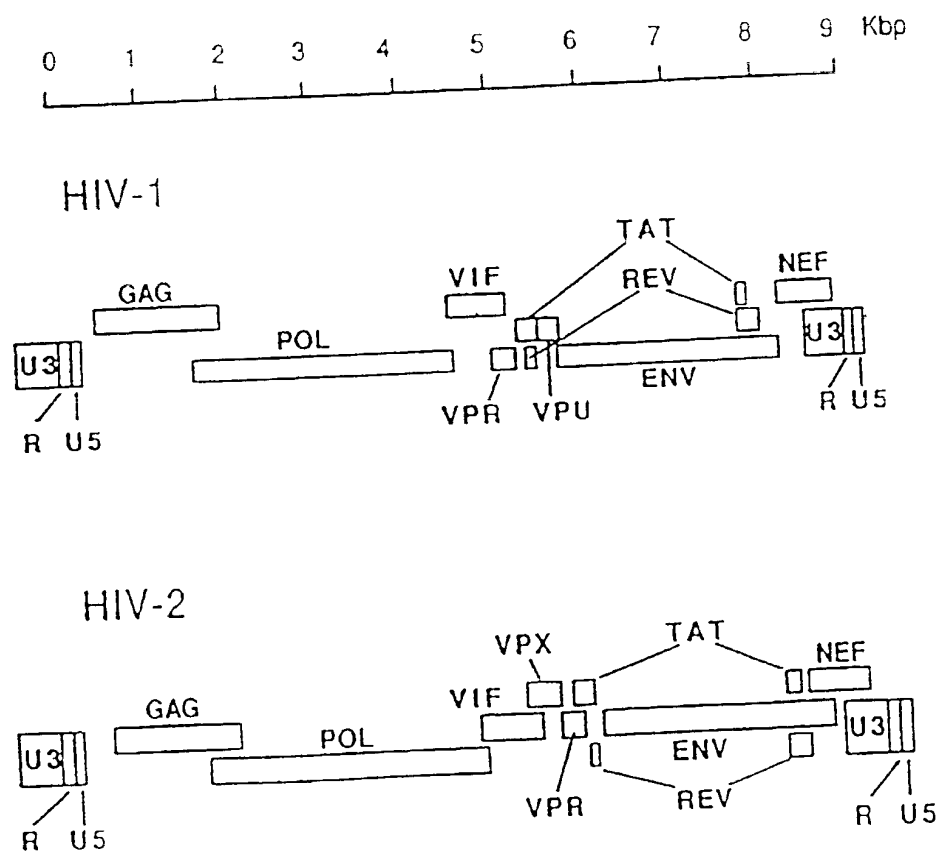 0 1 2 3 4 5 6 7 8 9 Kbp
HIV-1
TAT
VIF REV NEF
GAG
POL
U3 U3
ENV
VPR VPU R U5
R U5
HIV-2
VPX TAT NEF
VIF
GAG
POL U3
U3 ENV
VPR REV
R U5
R U5